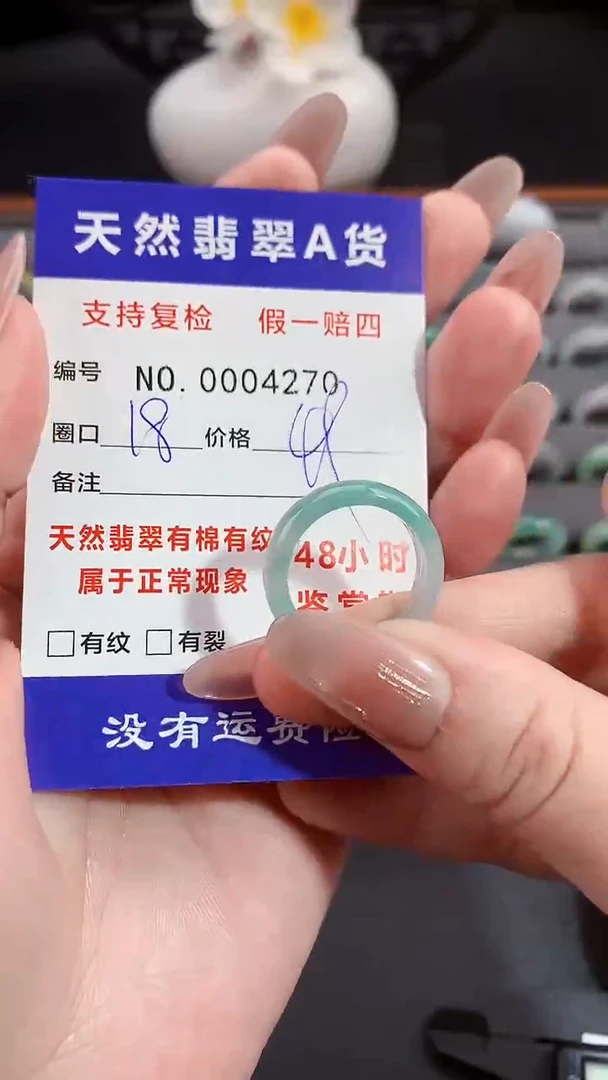 天然翡翠A货
支持复检 假一赔四
编号 NO. 0004270
圈口 18 价格
备注
天然翡翠有棉有纹
属于正常现象
48小时
鉴赏
有纹 有裂
没有运费险